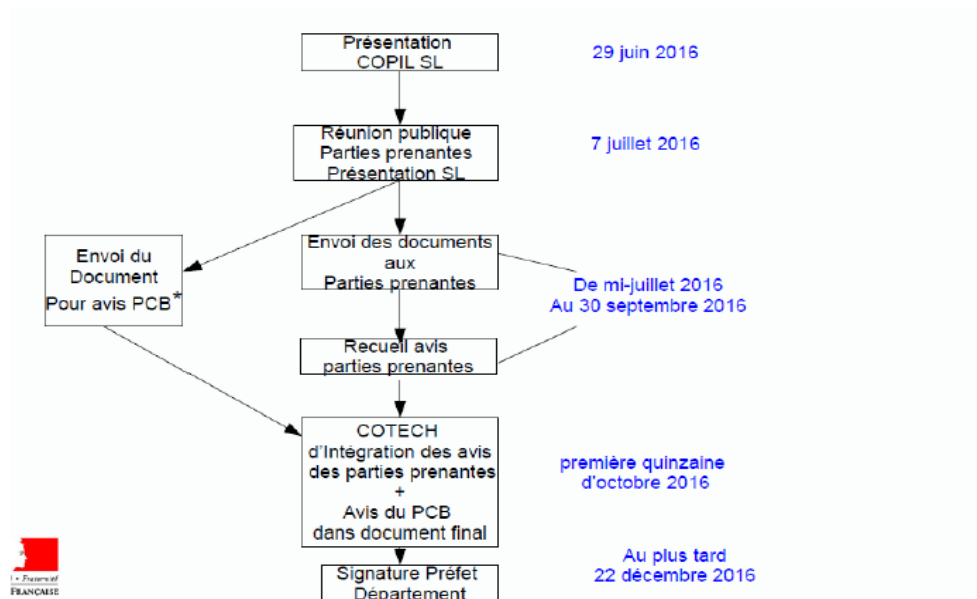 Présentation
COPIL SL
29 juin 2016
Réunion publique
Parties prenantes
Présentation SL
7 juillet 2016
Envoi du
Document
Pour avis PCB*
Envoi des documents
aux
Parties prenantes
De mi-juillet 2016
Au 30 septembre 2016
Recueil avis
parties prenantes
COTECH
d'Intégration des avis
des parties prenantes
+
Avis du PCB
dans document final
première quinzaine
d'octobre 2016
Au plus tard
22 décembre 2016
Signature Préfet
Département
• Fraternité
FRANÇAISE